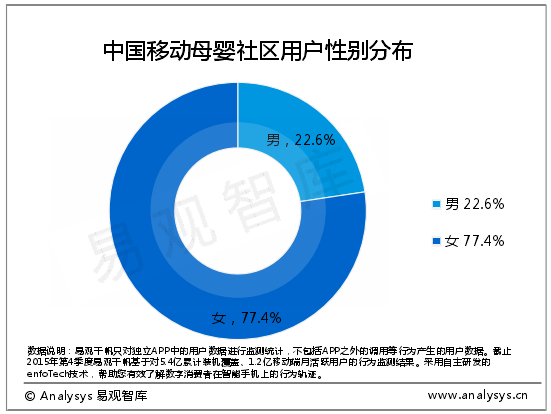 中国移动母婴社区用户性别分布
男，22.6%
易观智库
男 22.6%
女 77.4%
女，77.4%
数据说明：易观千帆只对独立APP中的用户数据进行监测统计，不包括APP之外的调用等行为产生的用户数据。截止
2015年第4季度易观千帆基于对5.4亿累计装机覆盖、1.2亿移动端月活跃用户的行为监测结果。采用自主研发的
enfoTech技术，帮助您有效了解数字消费者在智能手机上的行为轨迹。
© Analysys 易观智库
www.analysys.cn